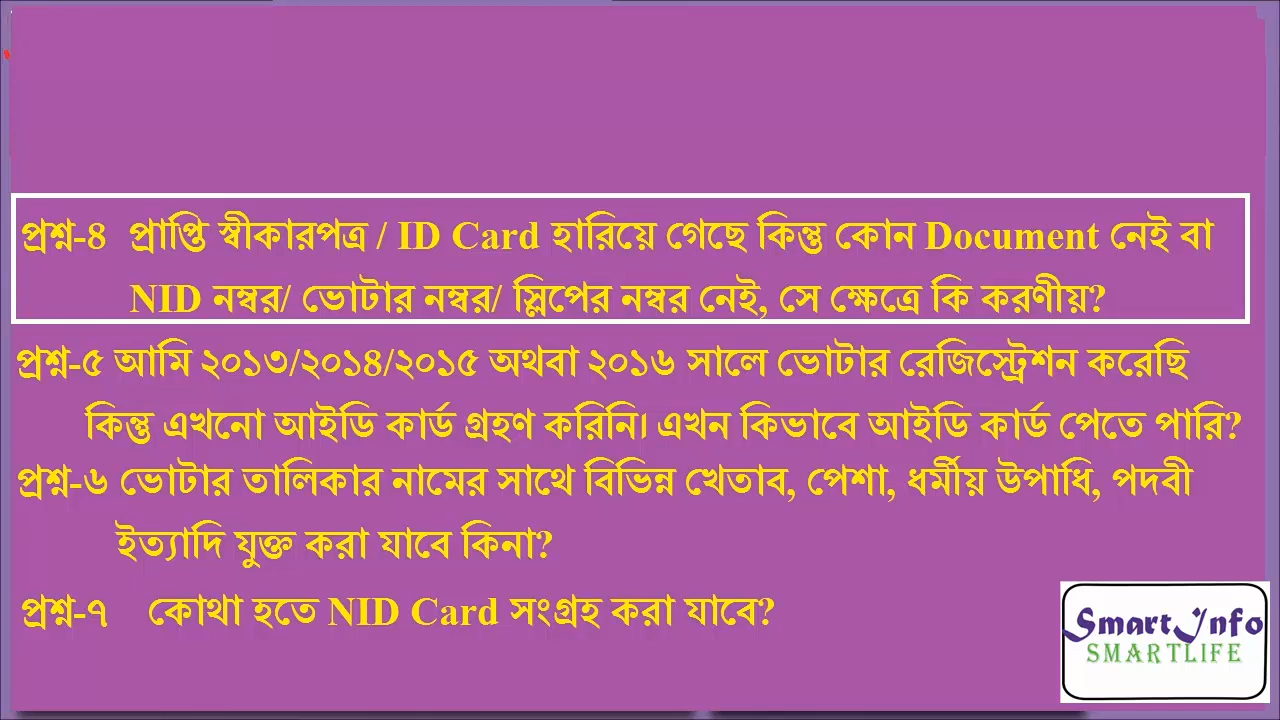 প্রশ্ন-৪ প্রাপ্তি স্বীকারপত্র / ID Card হারিয়ে গেছে কিন্তু কোন Document নেই বা
NID নম্বর/ ভোটার নম্বর/ স্লিপের নম্বর নেই, সে ক্ষেত্রে কি করণীয়?
প্রশ্ন-৫ আমি ২০১৩/২০১৪/২০১৫ অথবা ২০১৬ সালে ভোটার রেজিস্ট্রেশন করেছি
কিন্তু এখনো আইডি কার্ড গ্রহণ করিনি। এখন কিভাবে আইডি কার্ড পেতে পারি?
প্রশ্ন-৬ ভোটার তালিকার নামের সাথে বিভিন্ন খেতাব, পেশা, ধর্মীয় উপাধি, পদবী
ইত্যাদি যুক্ত করা যাবে কিনা?
প্রশ্ন-৭ কোথা হতে NID Card সংগ্রহ করা যাবে?
Smart Info
SMARTLIFE